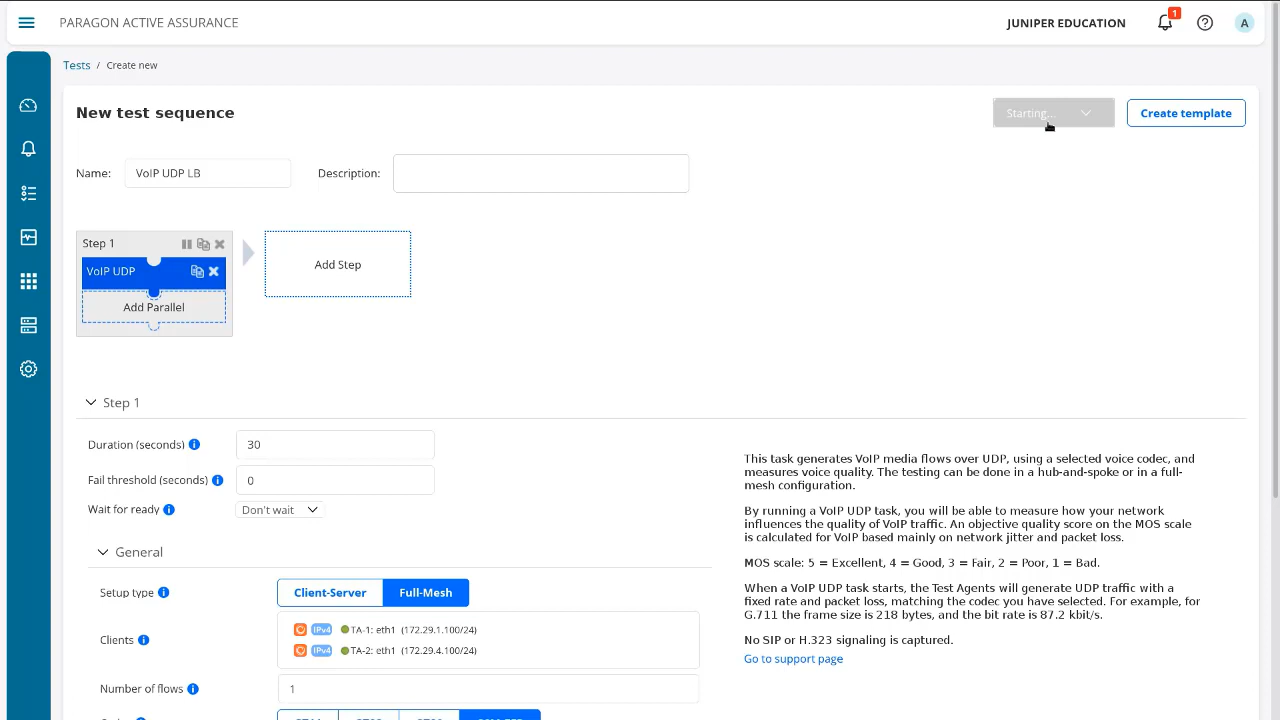 PARAGON ACTIVE ASSURANCE
JUNIPER EDUCATION
1
A
Tests / Create new
New test sequence
Starting...
Create template
Name:
VoIP UDP LB
Description:
Step 1
VoIP UDP
Add Parallel
Add Step
Step 1
Duration (seconds)
30
Fail threshold (seconds)
0
Wait for ready
Don't wait
General
Setup type
Client-Server
Full-Mesh
Clients
IPv4 TA-1: eth1 (172.29.1.100/24)
IPv4 TA-2: eth1 (172.29.4.100/24)
Number of flows
1
This task generates VoIP media flows over UDP, using a selected voice codec, and
measures voice quality. The testing can be done in a hub-and-spoke or in a full-
mesh configuration.
By running a VoIP UDP task, you will be able to measure how your network
influences the quality of VoIP traffic. An objective quality score on the MOS scale
is calculated for VoIP based mainly on network jitter and packet loss.
MOS scale: 5 = Excellent, 4 = Good, 3 = Fair, 2 = Poor, 1 = Bad.
When a VoIP UDP task starts, the Test Agents will generate UDP traffic with a
fixed rate and packet loss, matching the codec you have selected. For example, for
G.711 the frame size is 218 bytes, and the bit rate is 87.2 kbit/s.
No SIP or H.323 signaling is captured.
Go to support page